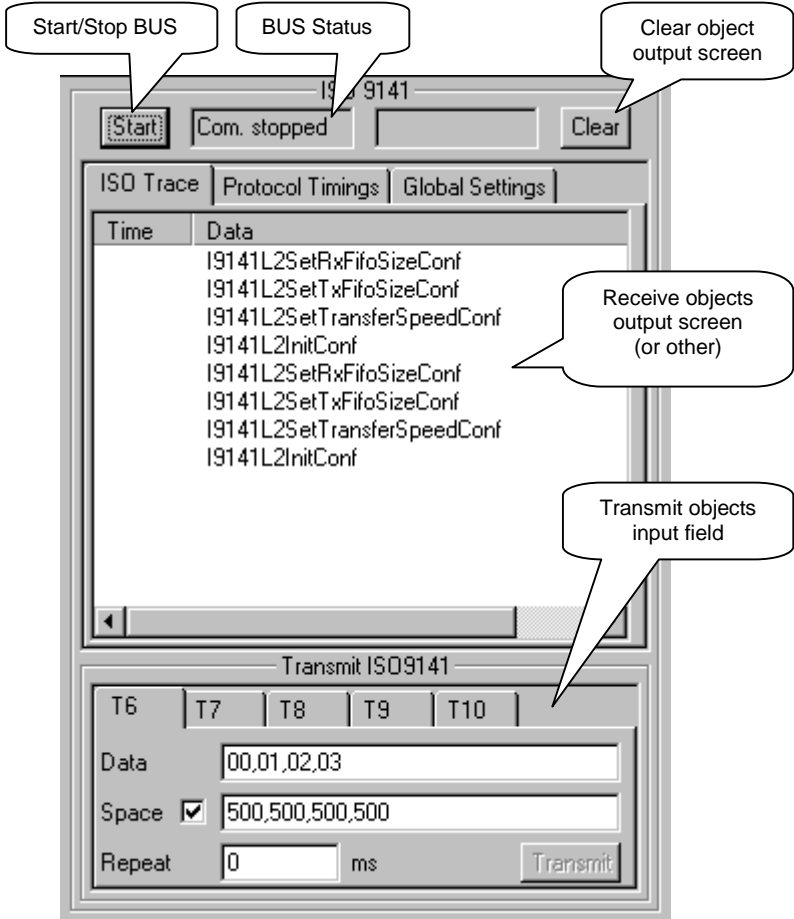 Start/Stop BUS
BUS Status
Clear object
output screen
ISO 9141
Start
Com. stopped
Clear
ISO Trace
Protocol Timings
Global Settings
Time
Data
I9141L2SetRxFifoSizeConf
I9141L2SetTxFifoSizeConf
I9141L2SetTransferSpeedConf
I9141L2InitConf
I9141L2SetRxFifoSizeConf
I9141L2SetTxFifoSizeConf
I9141L2SetTransferSpeedConf
I9141L2InitConf
Receive objects
output screen
(or other)
Transmit objects
input field
Transmit ISO9141
T6
T7
T8
T9
T10
Data
00,01,02,03
Space
500,500,500,500
Repeat
0
ms
Transmit